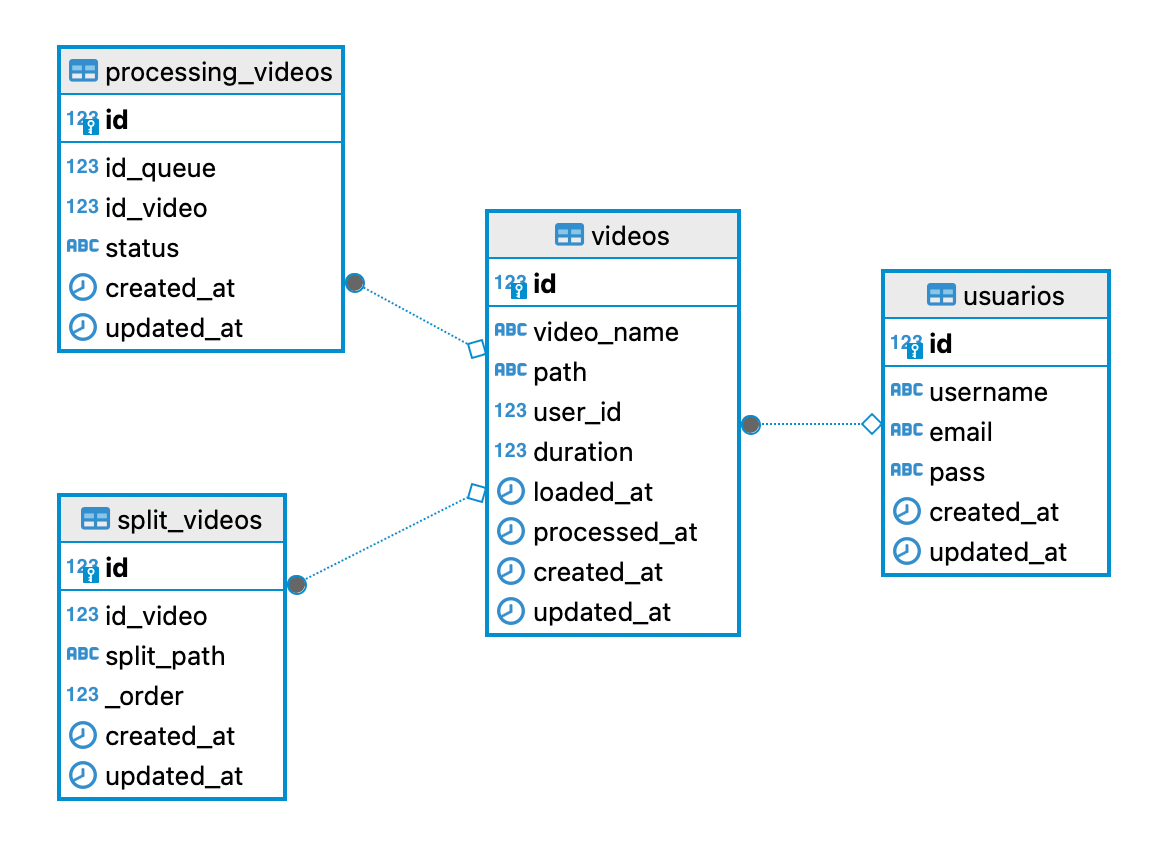 processing_videos
123 id
123 id_queue
123 id_video
ABC status
created_at
updated_at
split_videos
123 id
123 id_video
ABC split_path
123 _order
created_at
updated_at
videos
123 id
ABC video_name
ABC path
123 user_id
123 duration
loaded_at
processed_at
created_at
updated_at
usuarios
123 id
ABC username
ABC email
ABC pass
created_at
updated_at